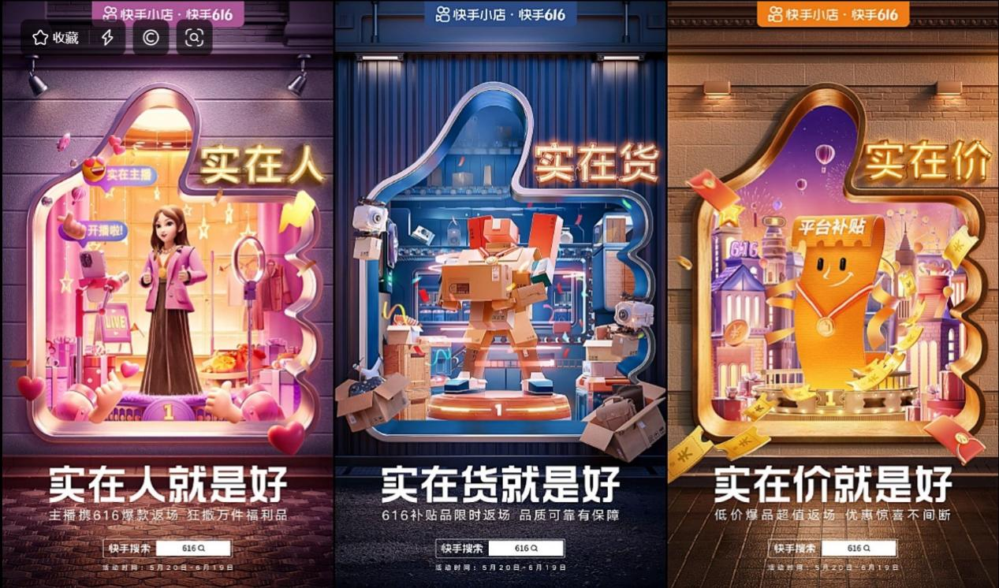 快手小店·快手616
收藏
实在人
实在主播
开播啦!
LIVE
1
实在人就是好
主播携616爆款返场 狂撒万件福利品
快手搜索 616
活动时间：5月20日-6月19日
快手小店·快手616
实在货
1
实在货就是好
616补贴品限时返场 品质可靠有保障
快手搜索 616
活动时间：5月20日-6月19日
快手小店·快手616
实在价
平台补贴
616
1
实在价就是好
低价爆品超值返场 优惠惊喜不间断
快手搜索 616
活动时间：5月20日-6月19日